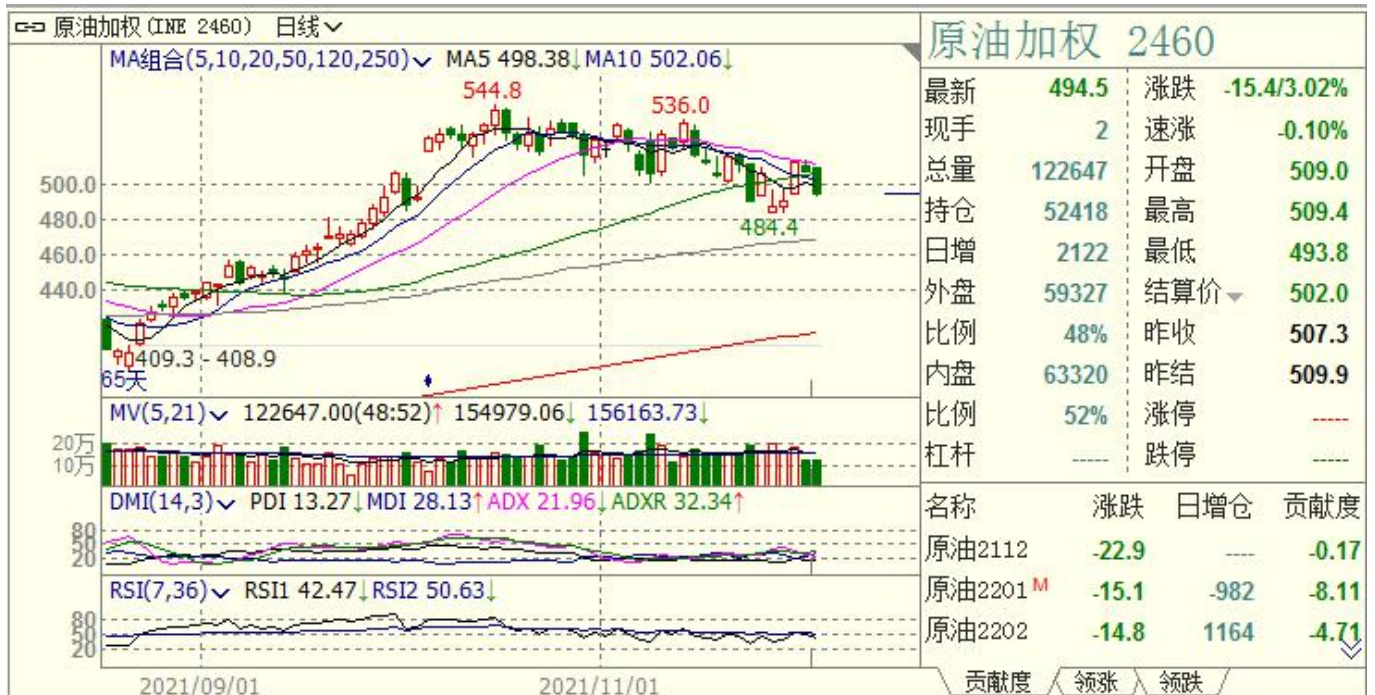 原油加权(INE 2460) 日线
MA组合(5,10,20,50,120,250) MA5 498.38↓MA10 502.06↓
544.8
536.0
500.0
480.0
484.4
460.0
440.0
409.3 - 408.9
65天
MV(5,21) 122647.00(48:52)↑ 154979.06↓ 156163.73↓
20万
10万
DMI(14,3) PDI 13.27↓MDI 28.13↑ADX 21.96↓ADXR 32.34↑
80
50
20
RSI(7,36) RSI1 42.47↓RSI2 50.63↓
80
50
20
2021/09/01 2021/11/01
原油加权 2460
最新 494.5 涨跌 -15.4/3.02%
现手 2 速涨 -0.10%
总量 122647 开盘 509.0
持仓 52418 最高 509.4
日增 2122 最低 493.8
外盘 59327 结算价 502.0
比例 48% 昨收 507.3
内盘 63320 昨结 509.9
比例 52% 涨停 -----
杠杆 ----- 跌停 -----
名称 涨跌 日增仓 贡献度
原油2112 -22.9 ---- -0.17
原油2201 M -15.1 -982 -8.11
原油2202 -14.8 1164 -4.71
贡献度 领涨 领跌